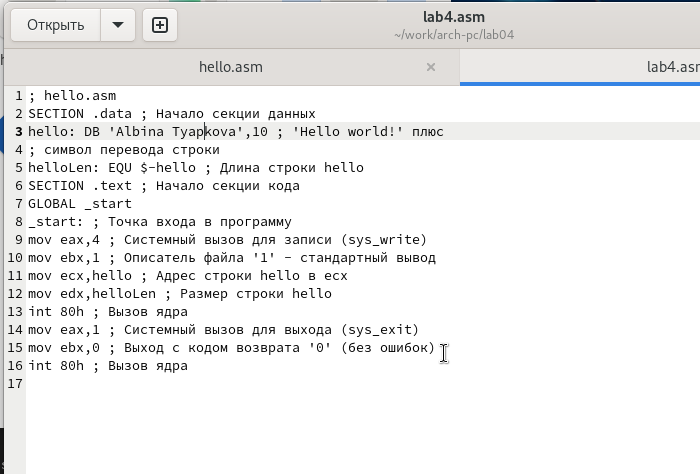 Открыть
lab4.asm
~/work/arch-pc/lab04
hello.asm
lab4.asm
1 ; hello.asm
2 SECTION .data ; Начало секции данных
3 hello: DB 'Albina Tyapkova',10 ; 'Hello world!' плюс
4 ; символ перевода строки
5 helloLen: EQU $-hello ; Длина строки hello
6 SECTION .text ; Начало секции кода
7 GLOBAL _start
8 _start: ; Точка входа в программу
9 mov eax,4 ; Системный вызов для записи (sys_write)
10 mov ebx,1 ; Описатель файла '1' - стандартный вывод
11 mov ecx,hello ; Адрес строки hello в ecx
12 mov edx,helloLen ; Размер строки hello
13 int 80h ; Вызов ядра
14 mov eax,1 ; Системный вызов для выхода (sys_exit)
15 mov ebx,0 ; Выход с кодом возврата '0' (без ошибок)
16 int 80h ; Вызов ядра
17